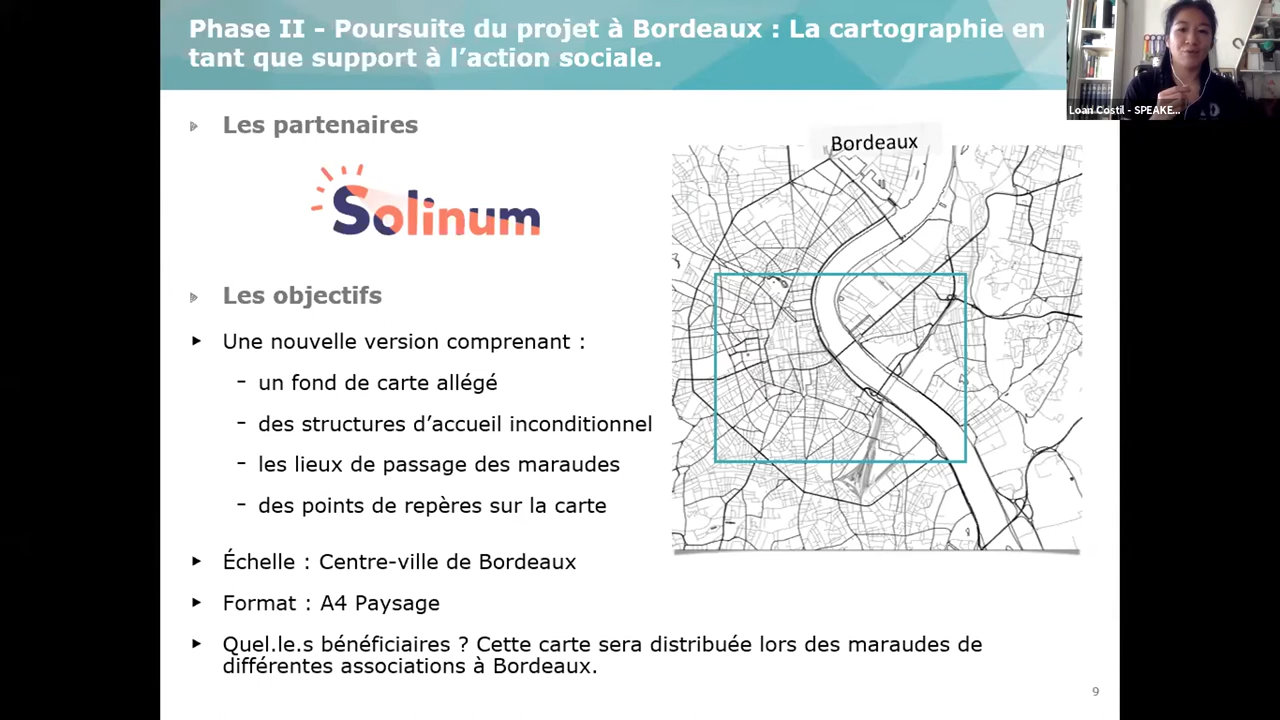 Phase II - Poursuite du projet à Bordeaux : La cartographie en
tant que support à l'action sociale.
Loan Costil - SPEAKE...
Les partenaires
Bordeaux
Solinum
Les objectifs
Une nouvelle version comprenant :
- un fond de carte allégé
- des structures d'accueil inconditionnel
- les lieux de passage des maraudes
- des points de repères sur la carte
Échelle : Centre-ville de Bordeaux
Format : A4 Paysage
Quel.le.s bénéficiaires ? Cette carte sera distribuée lors des maraudes de
différentes associations à Bordeaux.
9